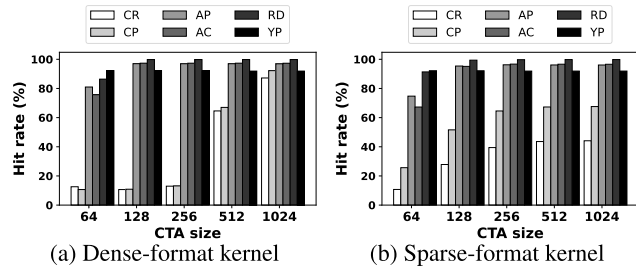 CR AP RD
CP AC YP
100
80
60
40
20
0
Hit rate (%)
64 128 256 512 1024
CTA size
(a) Dense-format kernel
CR AP RD
CP AC YP
100
80
60
40
20
0
Hit rate (%)
64 128 256 512 1024
CTA size
(b) Sparse-format kernel